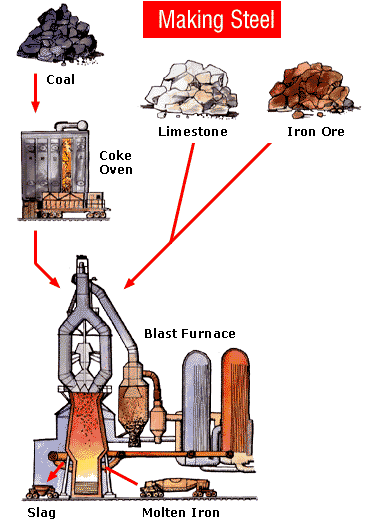 Making Steel
Coal
Limestone
Iron Ore
Coke
Oven
Blast Furnace
Slag
Molten Iron